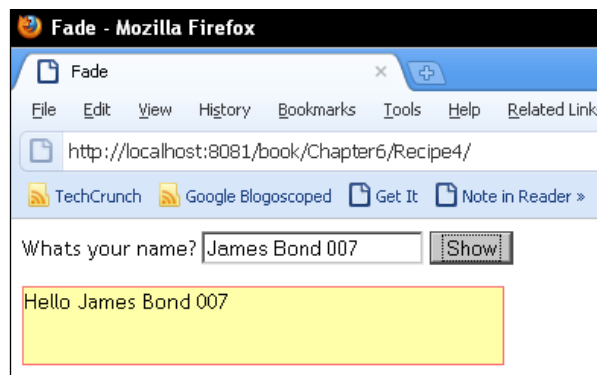 Fade - Mozilla Firefox
Fade
File Edit View History Bookmarks Tools Help Related Link
http://localhost:8081/book/Chapter6/Recipe4/
TechCrunch Google Blogoscoped Get It Note in Reader »
Whats your name? James Bond 007 Show
Hello James Bond 007